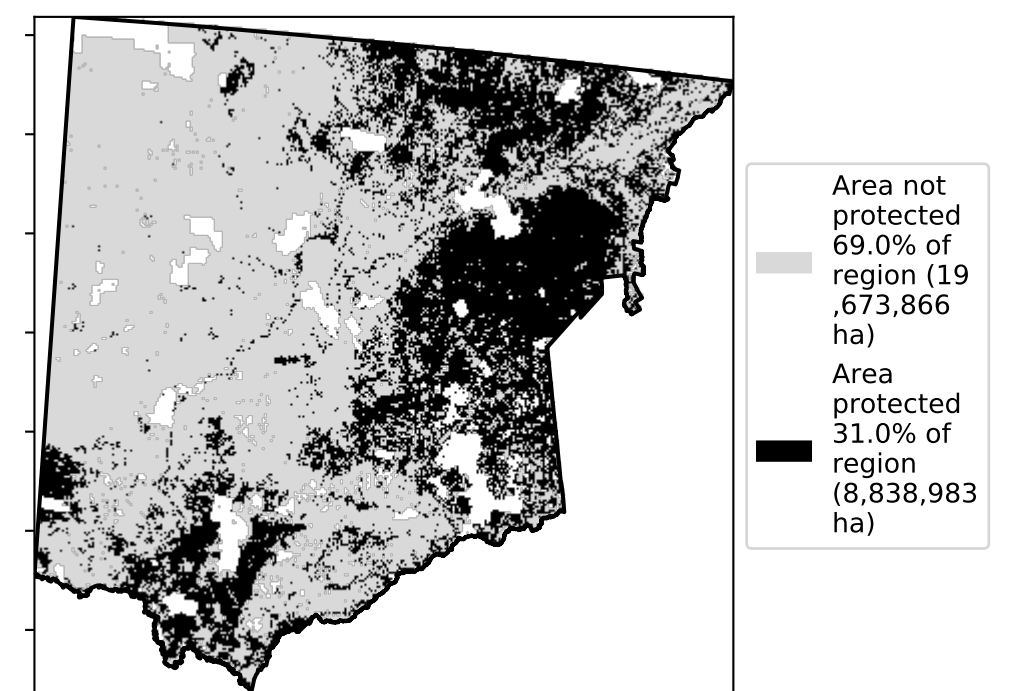 Area not
protected
69.0% of
region (19
,673,866
ha)
Area
protected
31.0% of
region
(8,838,983
ha)